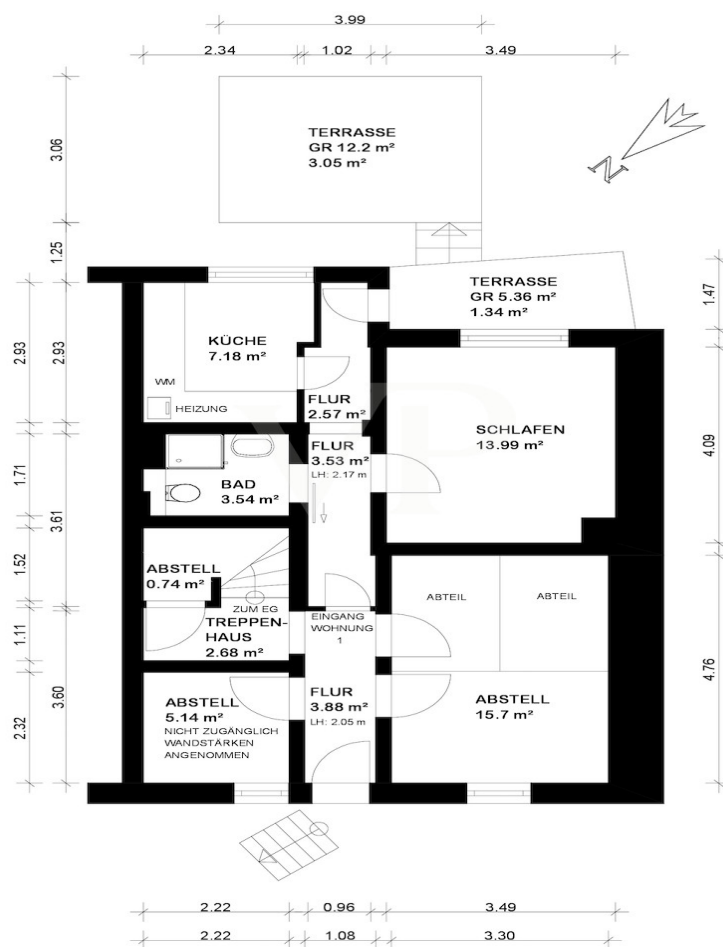 3.99
2.34
1.02
3.49
TERRASSE
GR 12.2 m²
3.05 m²
N
3.06
1.25
TERRASSE
GR 5.36 m²
1.34 m²
1.47
KÜCHE
7.18 m²
WM
HEIZUNG
2.93
2.93
FLUR
2.57 m²
SCHLAFEN
13.99 m²
FLUR
3.53 m²
LH: 2.17 m
4.09
BAD
3.54 m²
1.71
3.61
ABSTELL
0.74 m²
1.52
ZUM EG
TREPPEN-
HAUS
2.68 m²
1.11
EINGANG
WOHNUNG
1
ABTEIL
ABTEIL
ABSTELL
5.14 m²
NICHT ZUGÄNGLICH
WANDSTÄRKEN
ANGENOMMEN
FLUR
3.88 m²
LH: 2.05 m
ABSTELL
15.7 m²
4.76
3.60
2.32
2.22
0.96
3.49
2.22
1.08
3.30
VP